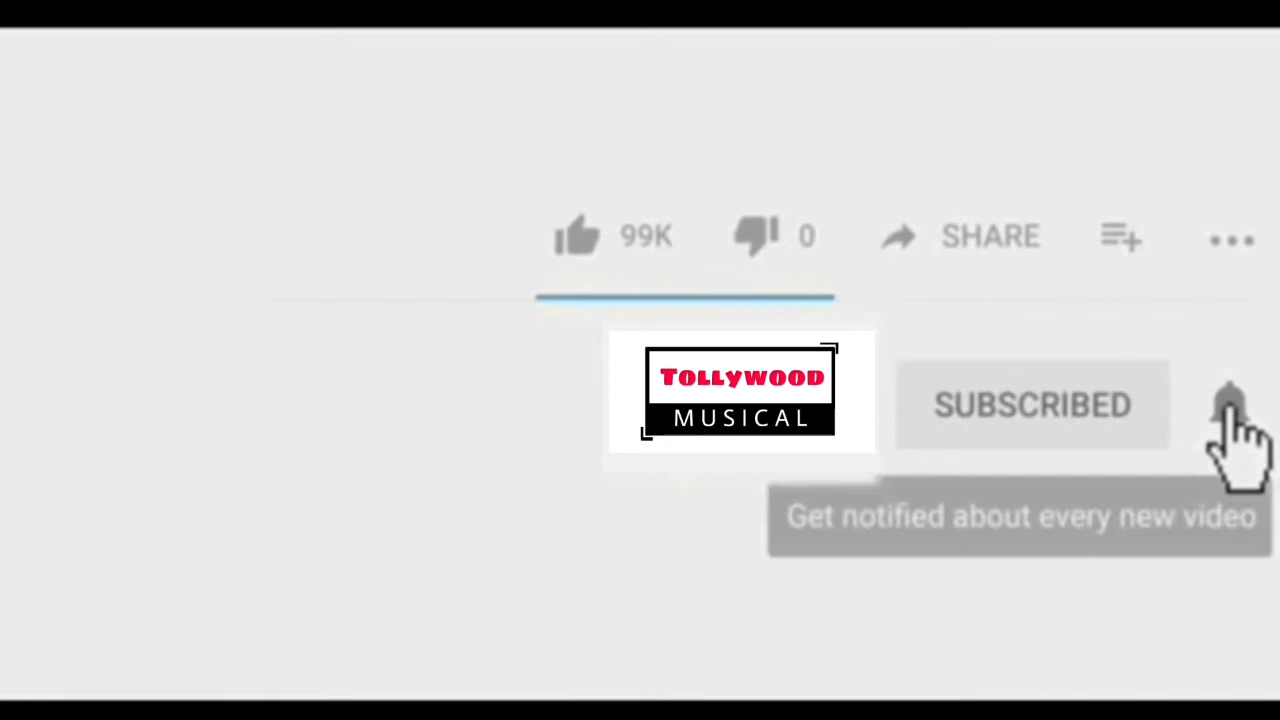 99K 0 SHARE
Tollywood
MUSICAL
SUBSCRIBED
Get notified about every new video